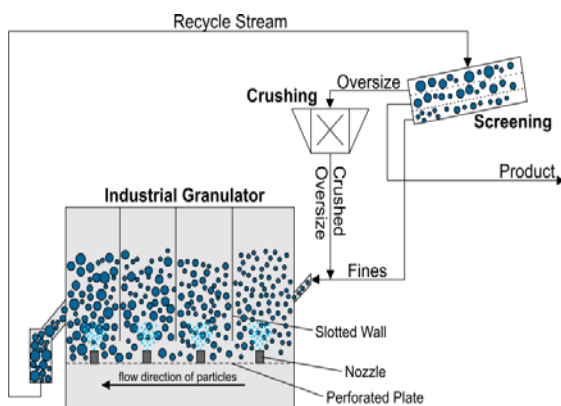 Recycle Stream
Oversize
Crushing
Screening
Product
Crushed
Oversize
Industrial Granulator
Fines
Slotted Wall
Nozzle
flow direction of particles
Perforated Plate